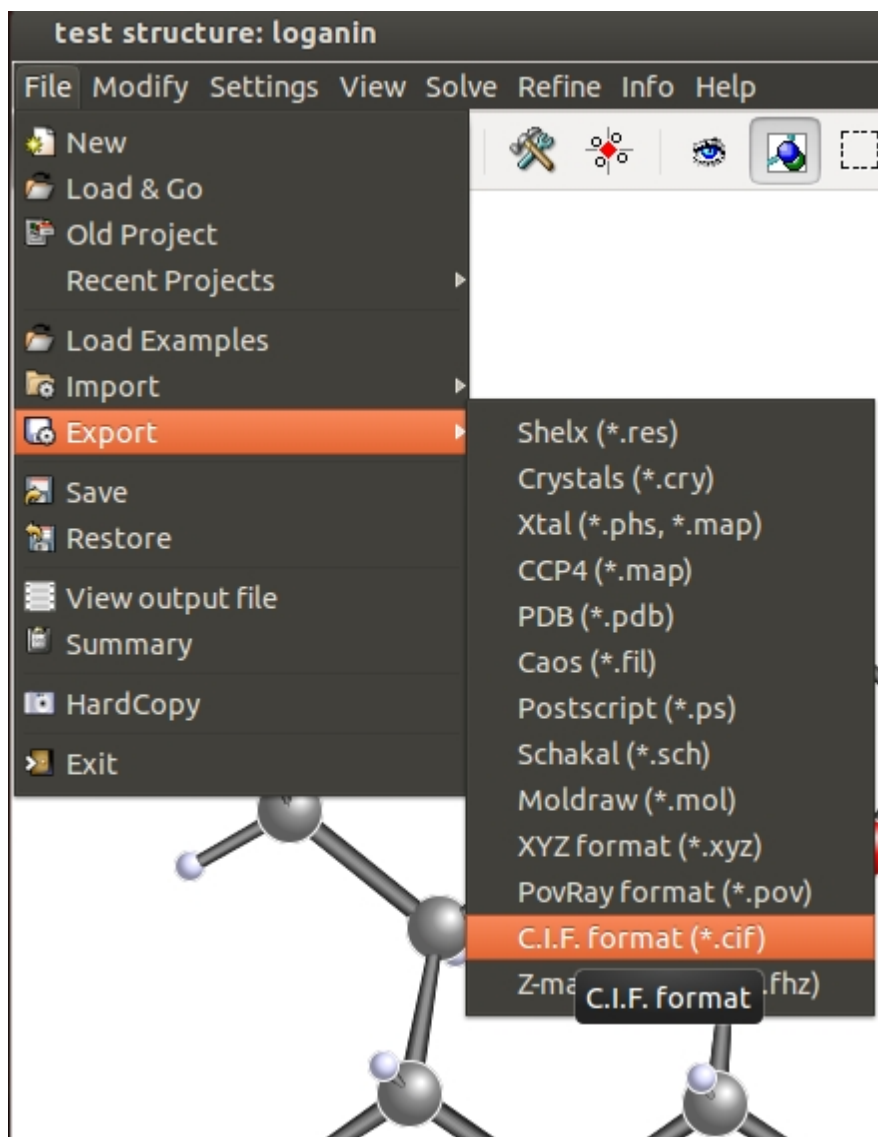 test structure: loganin
File Modify Settings View Solve Refine Info Help
New
Load & Go
Old Project
Recent Projects
Load Examples
Import
Export
Save
Restore
View output file
Summary
HardCopy
Exit
Shelx (*.res)
Crystals (*.cry)
Xtal (*.phs, *.map)
CCP4 (*.map)
PDB (*.pdb)
Caos (*.fil)
Postscript (*.ps)
Schakal (*.sch)
Moldraw (*.mol)
XYZ format (*.xyz)
PovRay format (*.pov)
C.I.F. format (*.cif)
Z-ma .fhz)
C.I.F. format